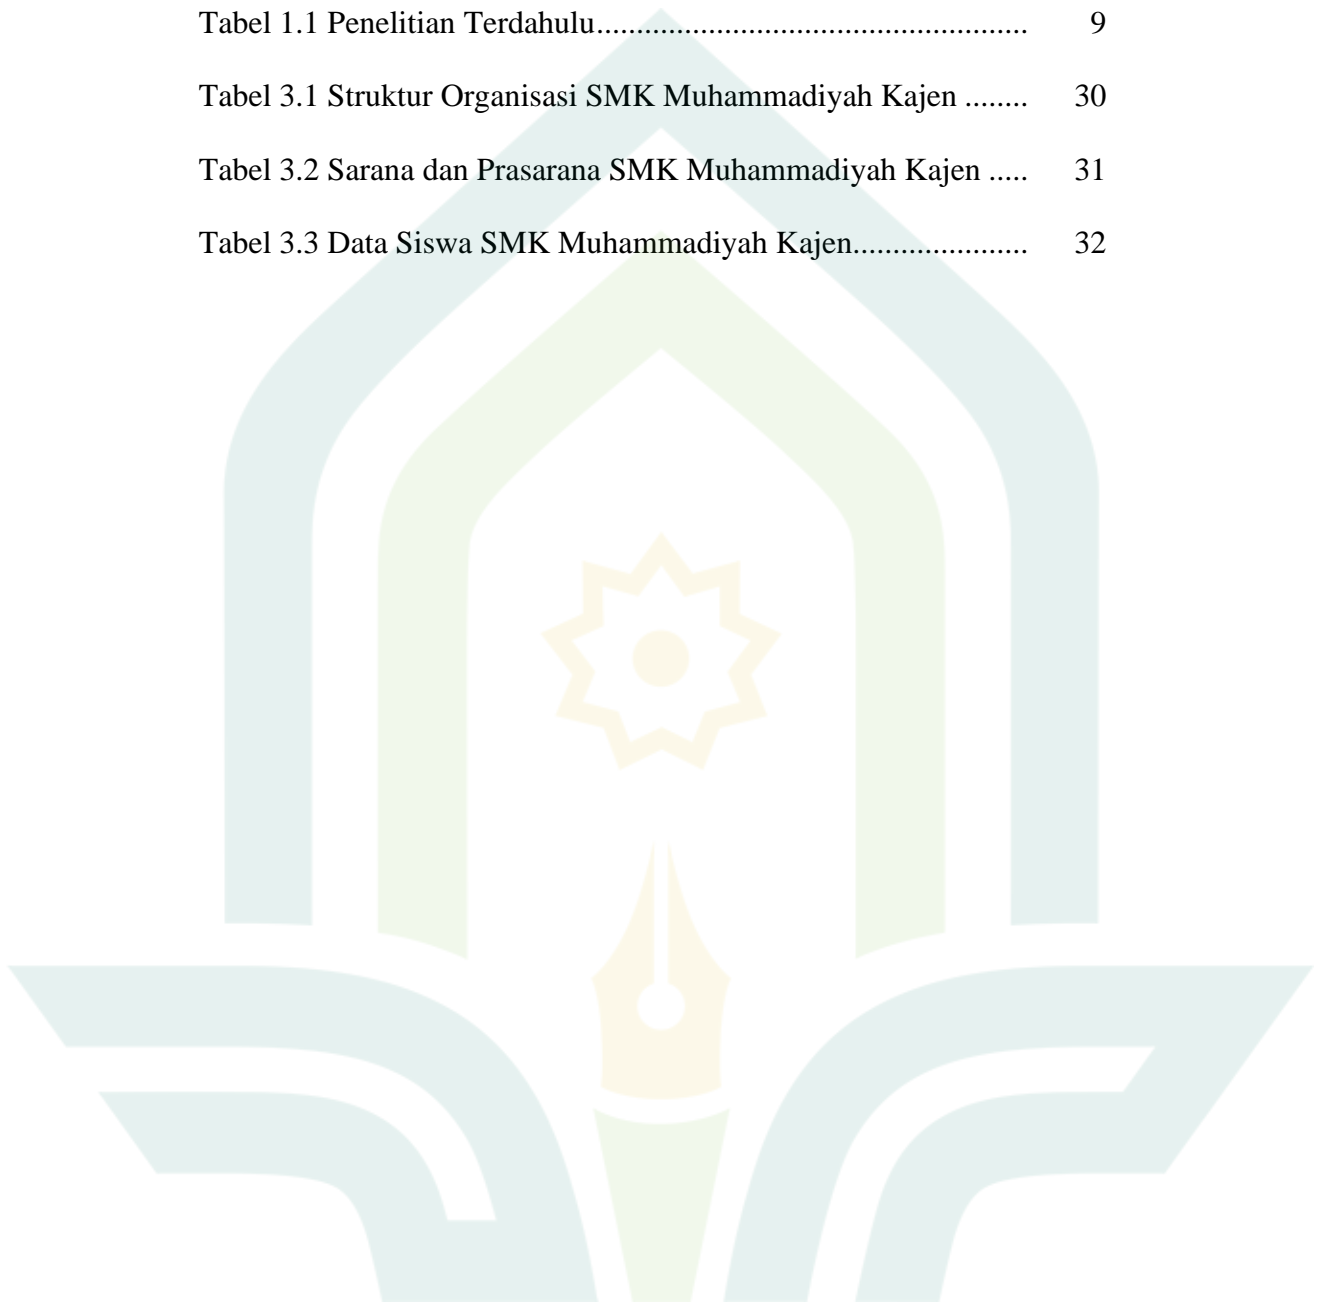 Tabel 1.1 Penelitian Terdahulu...................................................... 9
Tabel 3.1 Struktur Organisasi SMK Muhammadiyah Kajen ........ 30
Tabel 3.2 Sarana dan Prasarana SMK Muhammadiyah Kajen ..... 31
Tabel 3.3 Data Siswa SMK Muhammadiyah Kajen...................... 32